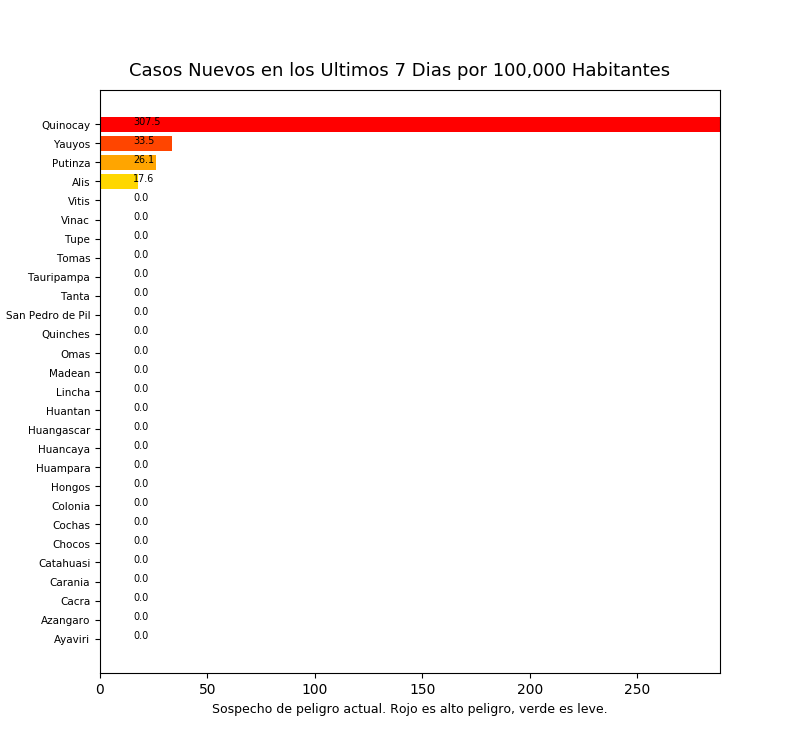 Casos Nuevos en los Ultimos 7 Dias por 100,000 Habitantes
Quinocay 307.5
Yauyos 33.5
Putinza 26.1
Alis 17.6
Vitis 0.0
Vinac 0.0
Tupe 0.0
Tomas 0.0
Tauripampa 0.0
Tanta 0.0
San Pedro de Pil 0.0
Quinches 0.0
Omas 0.0
Madean 0.0
Lincha 0.0
Huantan 0.0
Huangascar 0.0
Huancaya 0.0
Huampara 0.0
Hongos 0.0
Colonia 0.0
Cochas 0.0
Chocos 0.0
Catahuasi 0.0
Carania 0.0
Cacra 0.0
Azangaro 0.0
Ayaviri 0.0
0 50 100 150 200 250
Sospecho de peligro actual. Rojo es alto peligro, verde es leve.